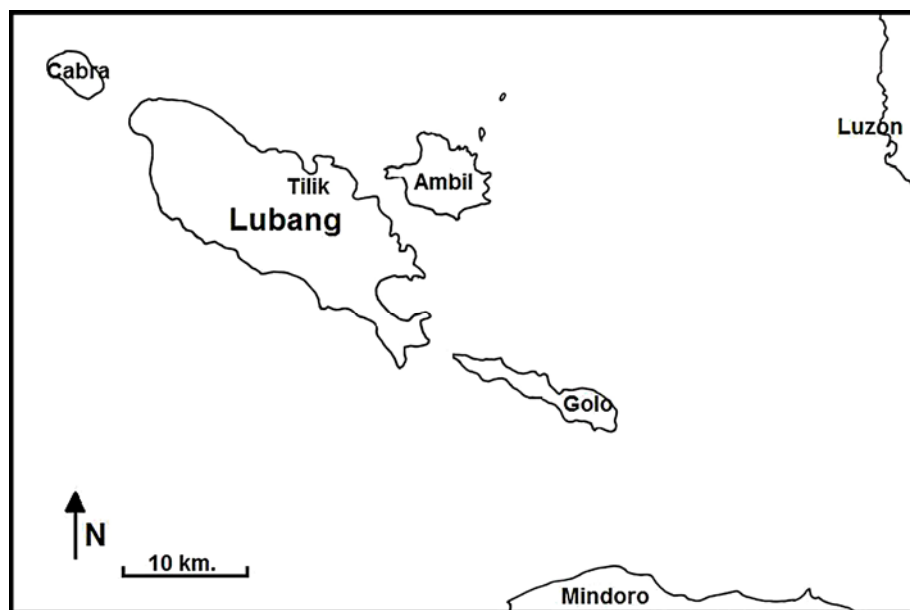 Cabra
Luzon
Tilik
Ambil
Lubang
Golo
N
10 km.
Mindoro